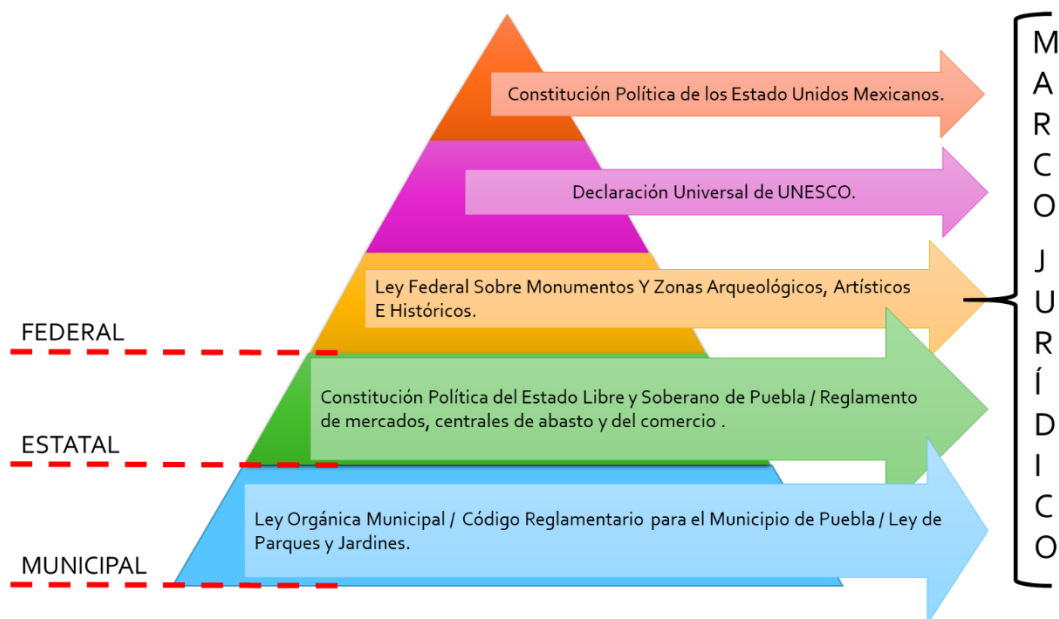 Constitución Política de los Estado Unidos Mexicanos.
Declaración Universal de UNESCO.
Ley Federal Sobre Monumentos Y Zonas Arqueológicos, Artísticos
E Históricos.
FEDERAL
Constitución Política del Estado Libre y Soberano de Puebla / Reglamento
de mercados, centrales de abasto y del comercio .
ESTATAL
Ley Orgánica Municipal / Código Reglamentario para el Municipio de Puebla / Ley de
Parques y Jardines.
MUNICIPAL
MARCO JURÍDICO